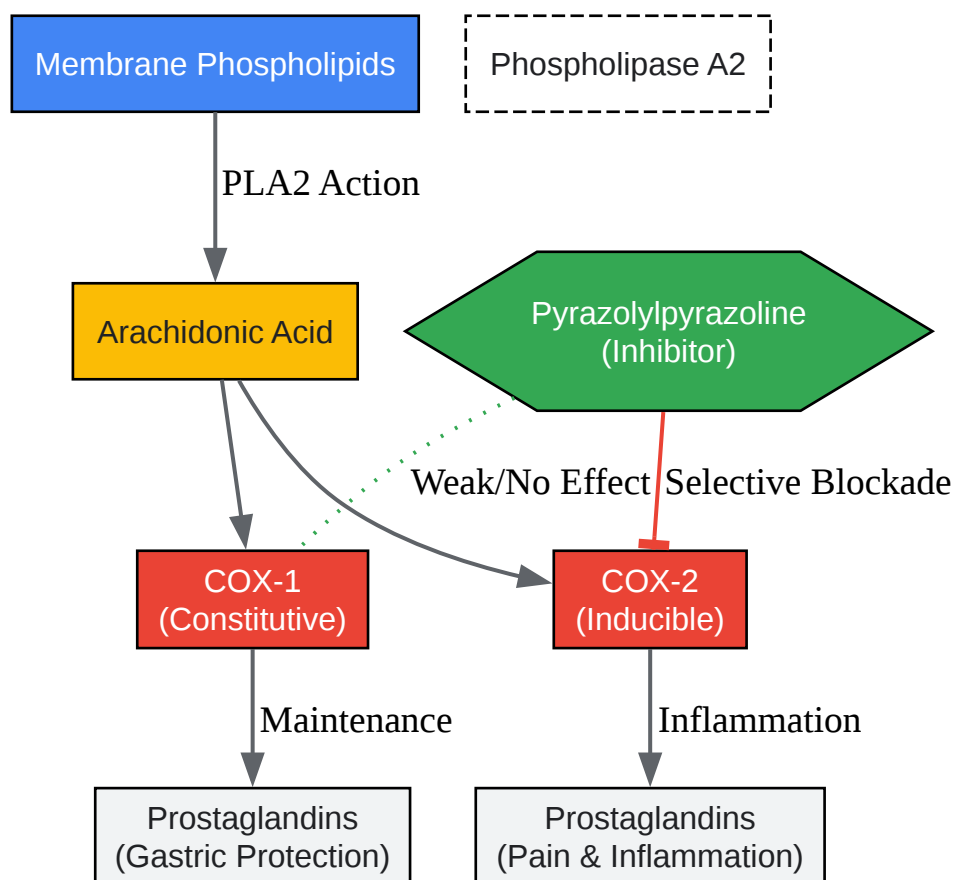 Membrane Phospholipids
Phospholipase A2
PLA2 Action
Arachidonic Acid
Pyrazolylpyrazoline
(Inhibitor)
Weak/No Effect
Selective Blockade
COX-1
(Constitutive)
COX-2
(Inducible)
Maintenance
Inflammation
Prostaglandins
(Gastric Protection)
Prostaglandins
(Pain & Inflammation)